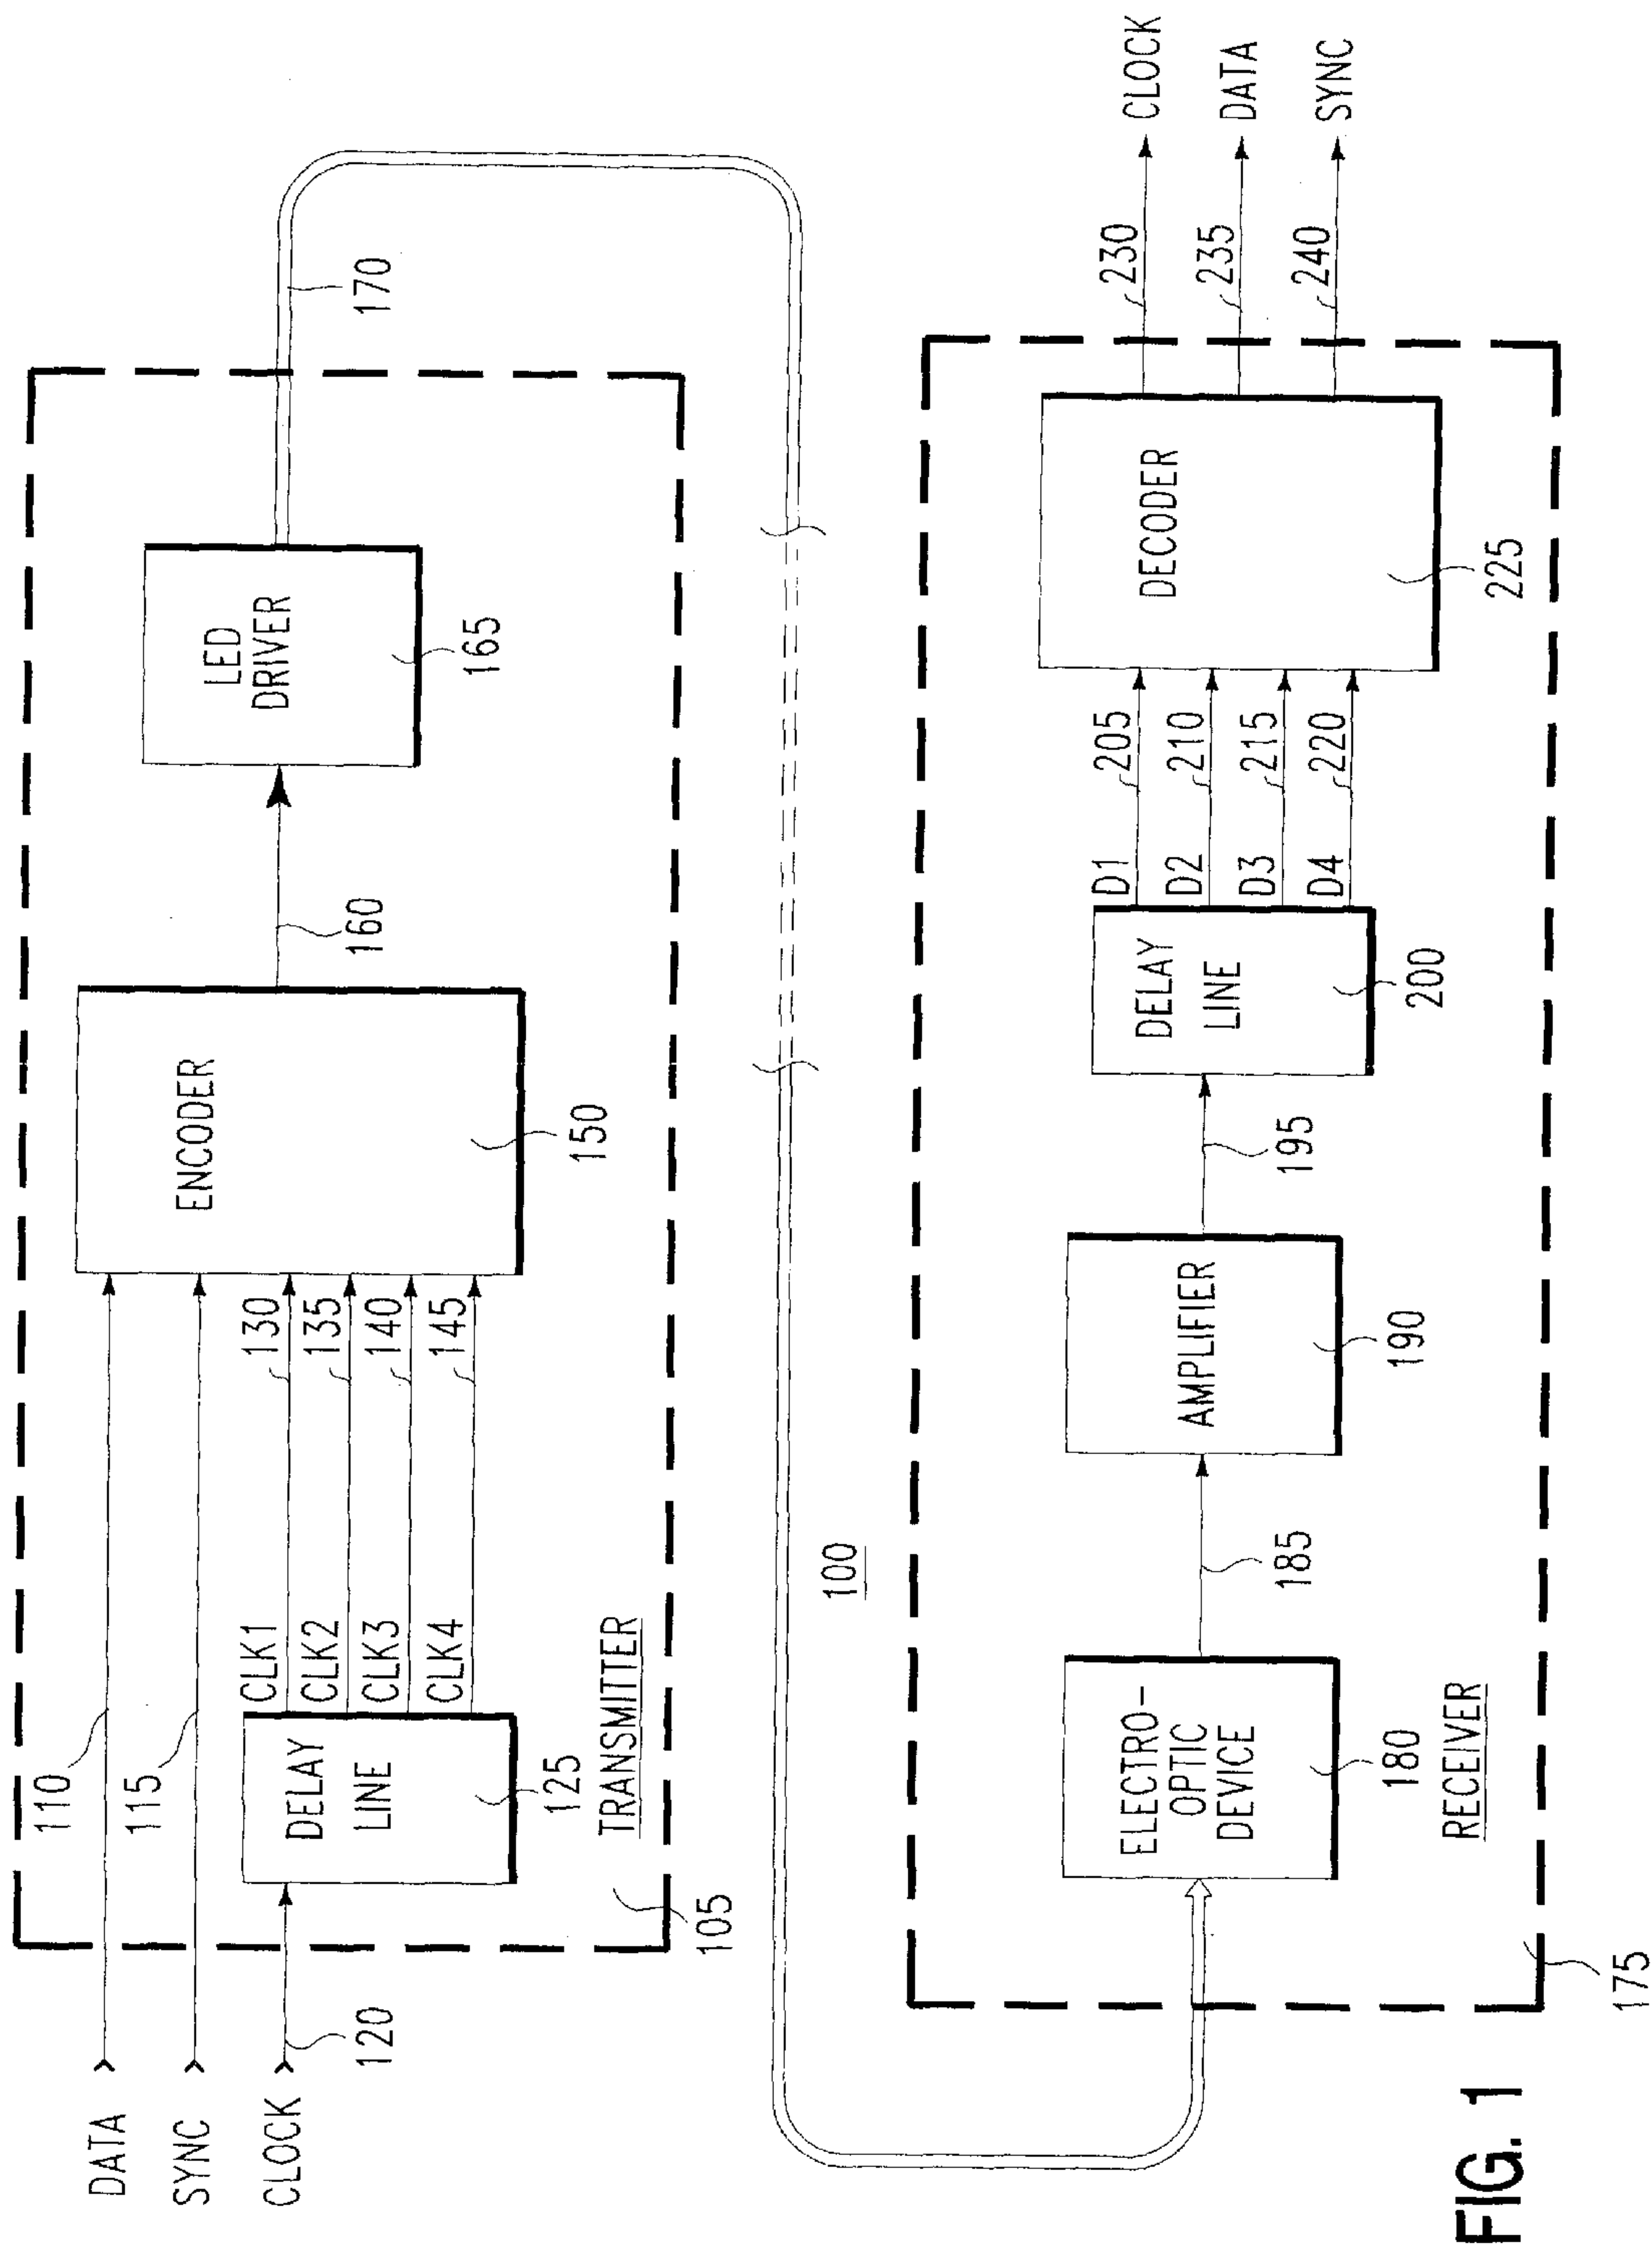 DATA
110
SYNC
115
CLOCK
120
DELAY
LINE
125
CLK1
130
CLK2
135
CLK3
140
CLK4
145
TRANSMITTER
105
ENCODER
150
160
LED
DRIVER
165
170
100
ELECTRO-
OPTIC
DEVICE
180
RECEIVER
175
185
AMPLIFIER
190
195
DELAY
LINE
200
D1
205
D2
210
D3
215
D4
220
DECODER
225
230
CLOCK
235
DATA
240
SYNC
FIG. 1